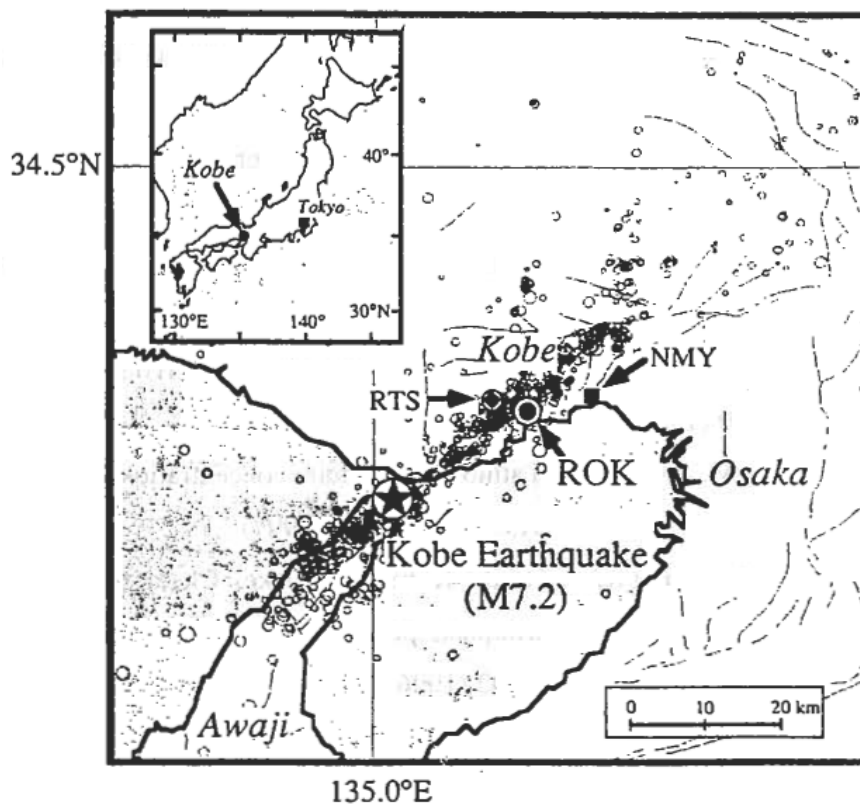 34.5°N
40°
Kobe
Tokyo
130°E
140°
30°N
Kobe
NMY
RTS
ROK
Osaka
Kobe Earthquake
(M7.2)
Awaji
0 10 20 km
135.0°E